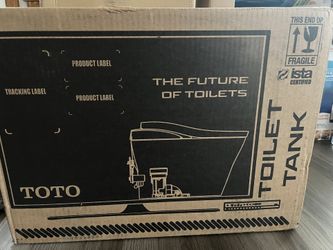 THIS END UP
FRAGILE
ista
CERTIFIED
PRODUCT LABEL
TRACKING LABEL
PRODUCT LABEL
THE FUTURE
OF TOILETS
TOILET
TANK
TOTO